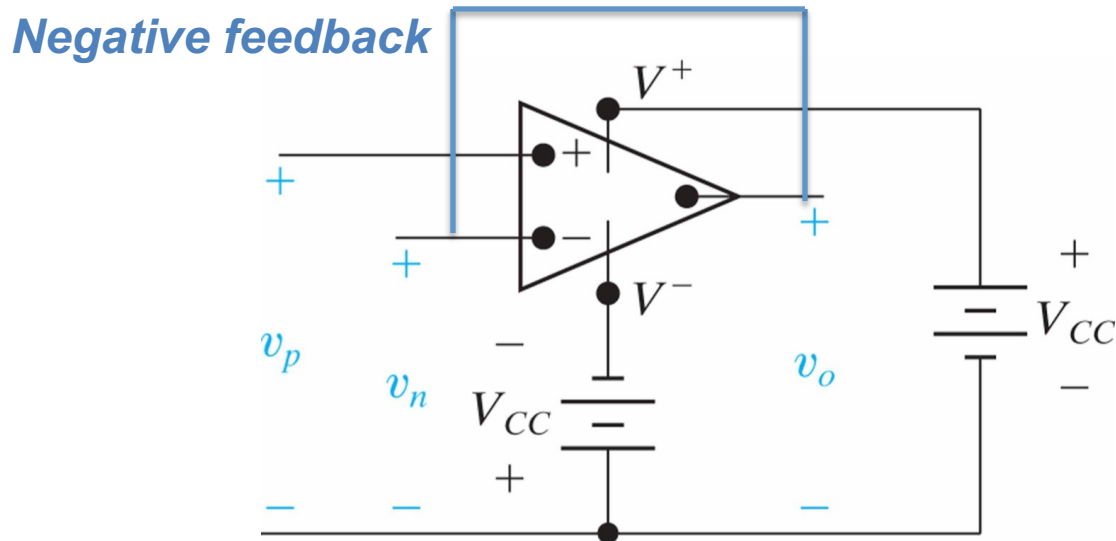 Negative feedback
V⁺
+
+
−
+
+
V⁻
+
V_CC
−
v_p
v_n
−
V_CC
+
v_o
−
−
−